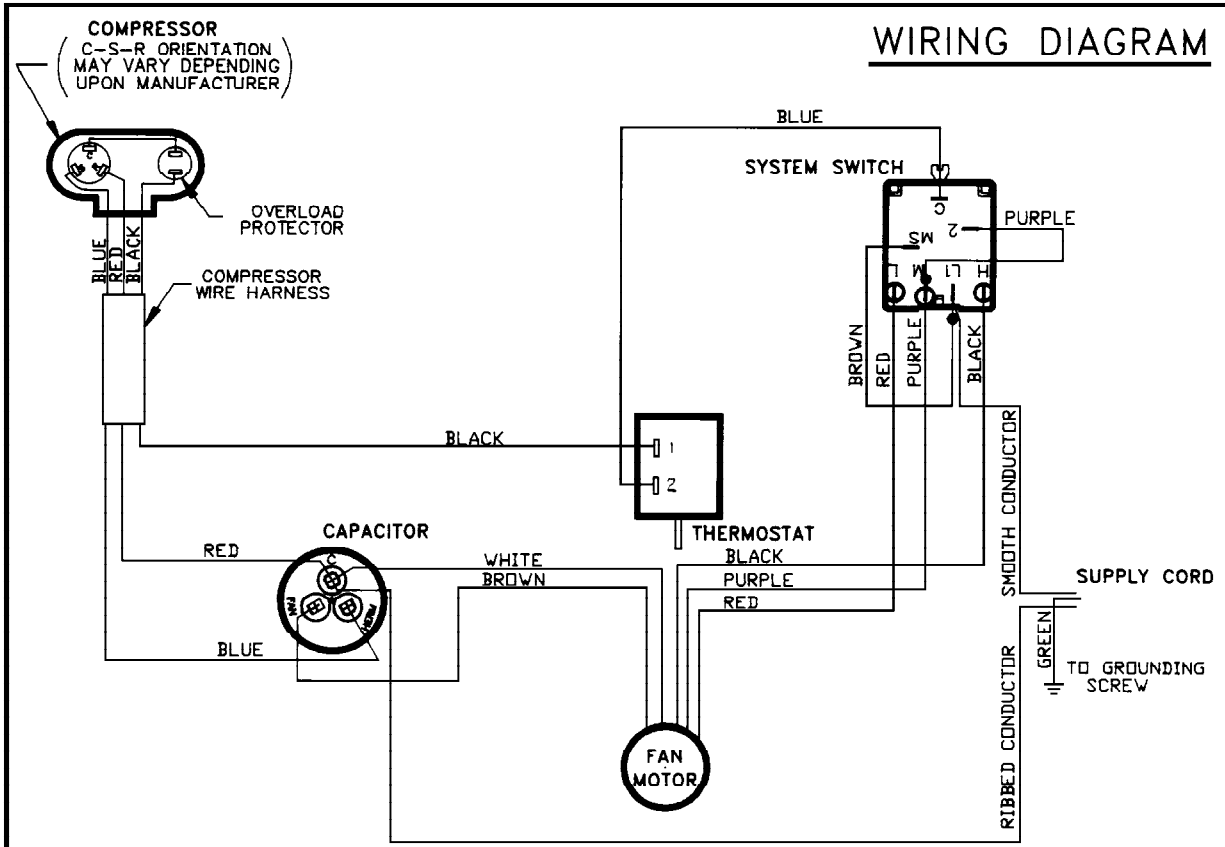 WIRING DIAGRAM
COMPRESSOR
(C-S-R ORIENTATION
MAY VARY DEPENDING
UPON MANUFACTURER)
C
S
R
OVERLOAD
PROTECTOR
BLUE
RED
BLACK
COMPRESSOR
WIRE HARNESS
BLUE
SYSTEM SWITCH
C
2
MS
L
M
L1
H
PURPLE
BROWN
RED
PURPLE
BLACK
BLACK
1
2
THERMOSTAT
CAPACITOR
C
FAN
HERM
RED
WHITE
BROWN
BLUE
BLACK
PURPLE
RED
SMOOTH CONDUCTOR
SUPPLY CORD
GREEN
TO GROUNDING
SCREW
RIBBED CONDUCTOR
FAN
MOTOR